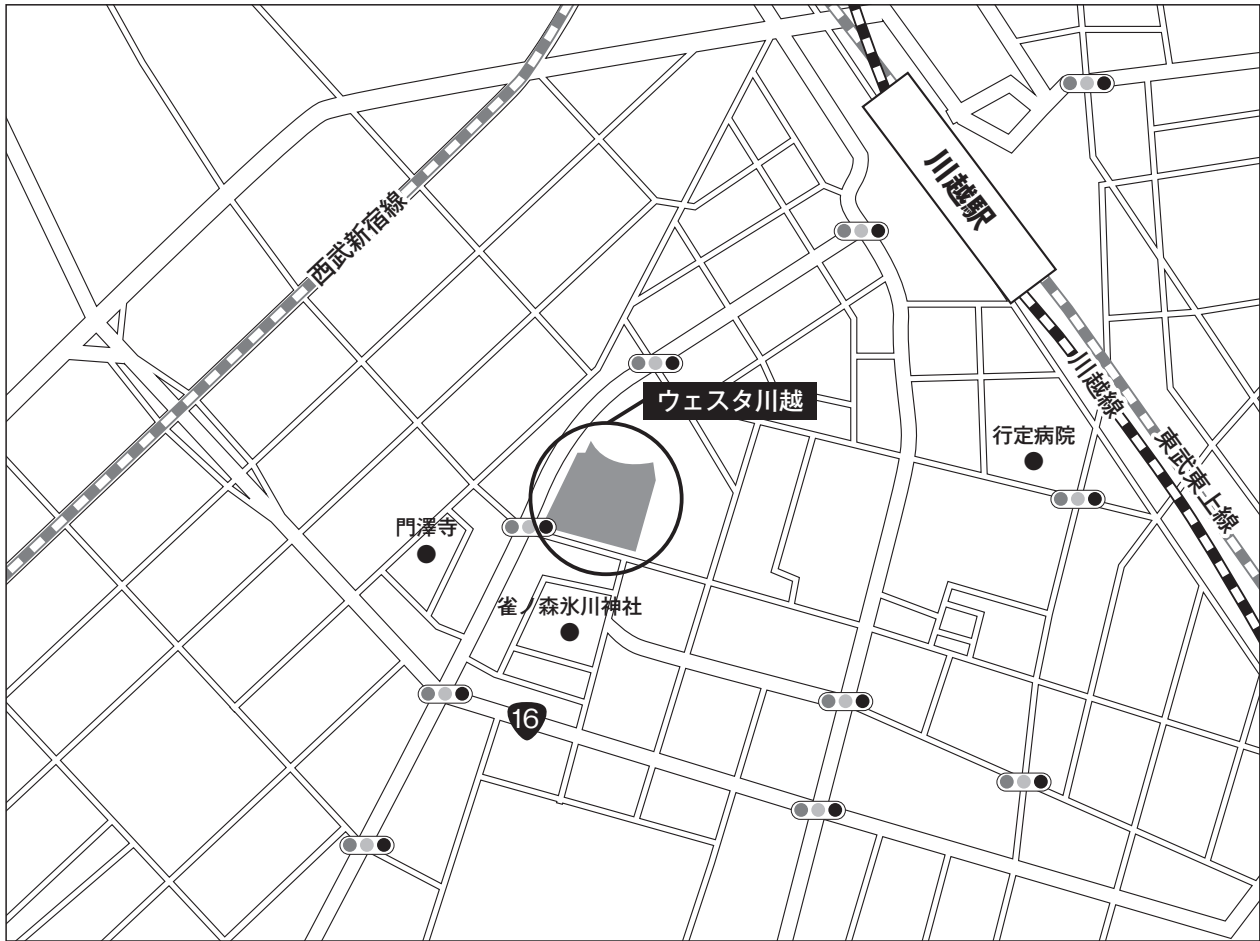 川越駅
西武新宿線
ウェスタ川越
川越線
東武東上線
行定病院
門澤寺
雀ノ森氷川神社
16